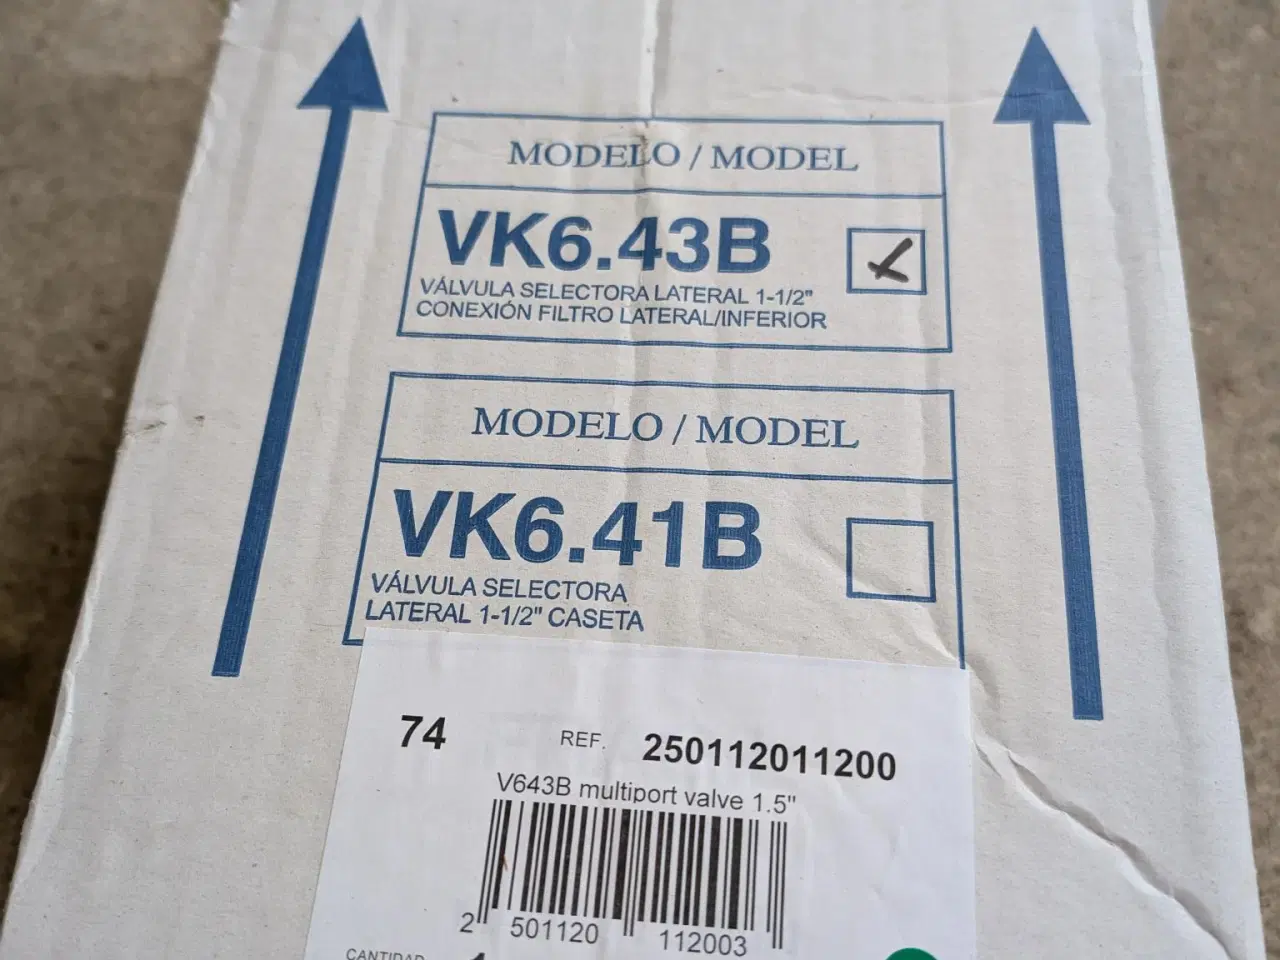 MODELO / MODEL
VK6.43B
VÁLVULA SELECTORA LATERAL 1-1/2"
CONEXIÓN FILTRO LATERAL/INFERIOR
MODELO / MODEL
VK6.41B
VÁLVULA SELECTORA
LATERAL 1-1/2" CASETA
74 REF. 250112011200
V643B multiport valve 1.5"
2 501120 112003
CANTIDAD